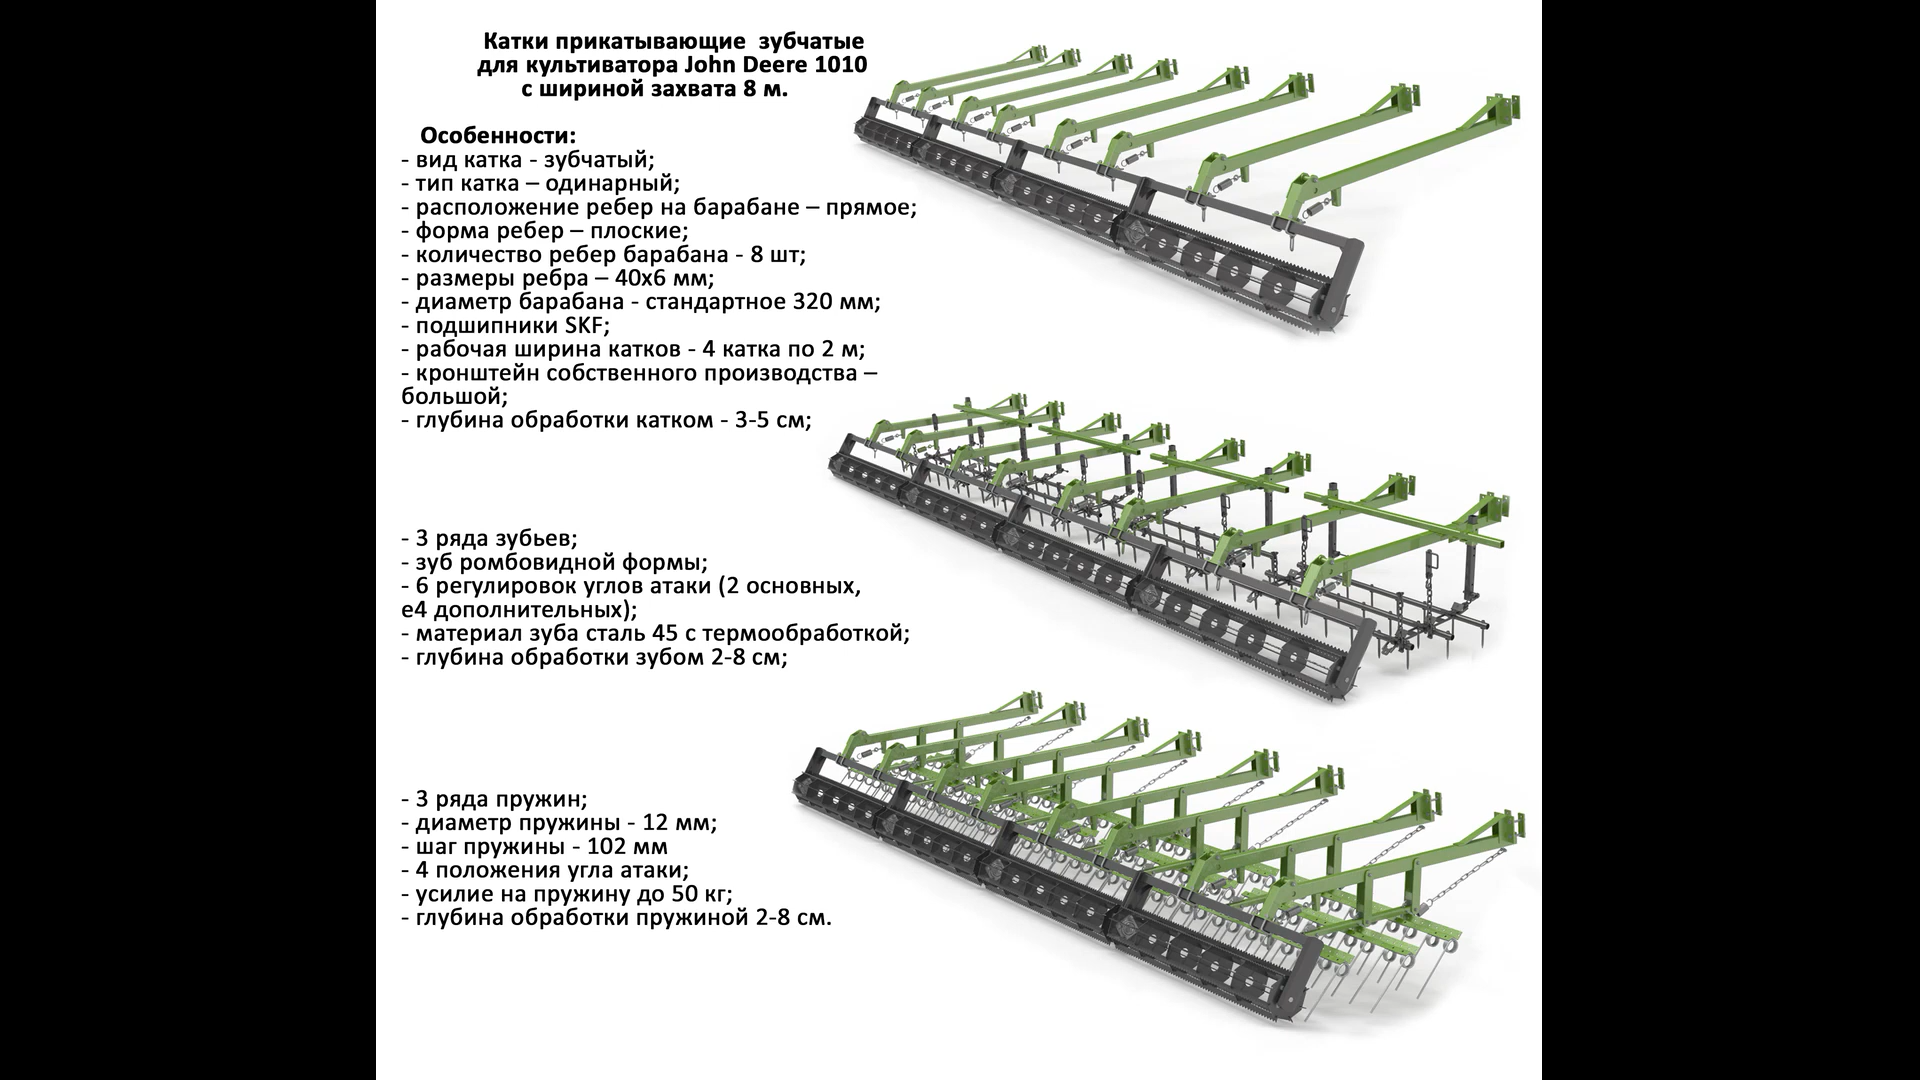 Катки прикатывающие зубчатые
для культиватора John Deere 1010
с шириной захвата 8 м.
Особенности:
- вид катка - зубчатый;
- тип катка – одинарный;
- расположение ребер на барабане – прямое;
- форма ребер – плоские;
- количество ребер барабана - 8 шт;
- размеры ребра – 40х6 мм;
- диаметр барабана - стандартное 320 мм;
- подшипники SKF;
- рабочая ширина катков - 4 катка по 2 м;
- кронштейн собственного производства –
большой;
- глубина обработки катком - 3-5 см;
- 3 ряда зубьев;
- зуб ромбовидной формы;
- 6 регулировок углов атаки (2 основных,
е4 дополнительных);
- материал зуба сталь 45 с термообработкой;
- глубина обработки зубом 2-8 см;
- 3 ряда пружин;
- диаметр пружины - 12 мм;
- шаг пружины - 102 мм
- 4 положения угла атаки;
- усилие на пружину до 50 кг;
- глубина обработки пружиной 2-8 см.